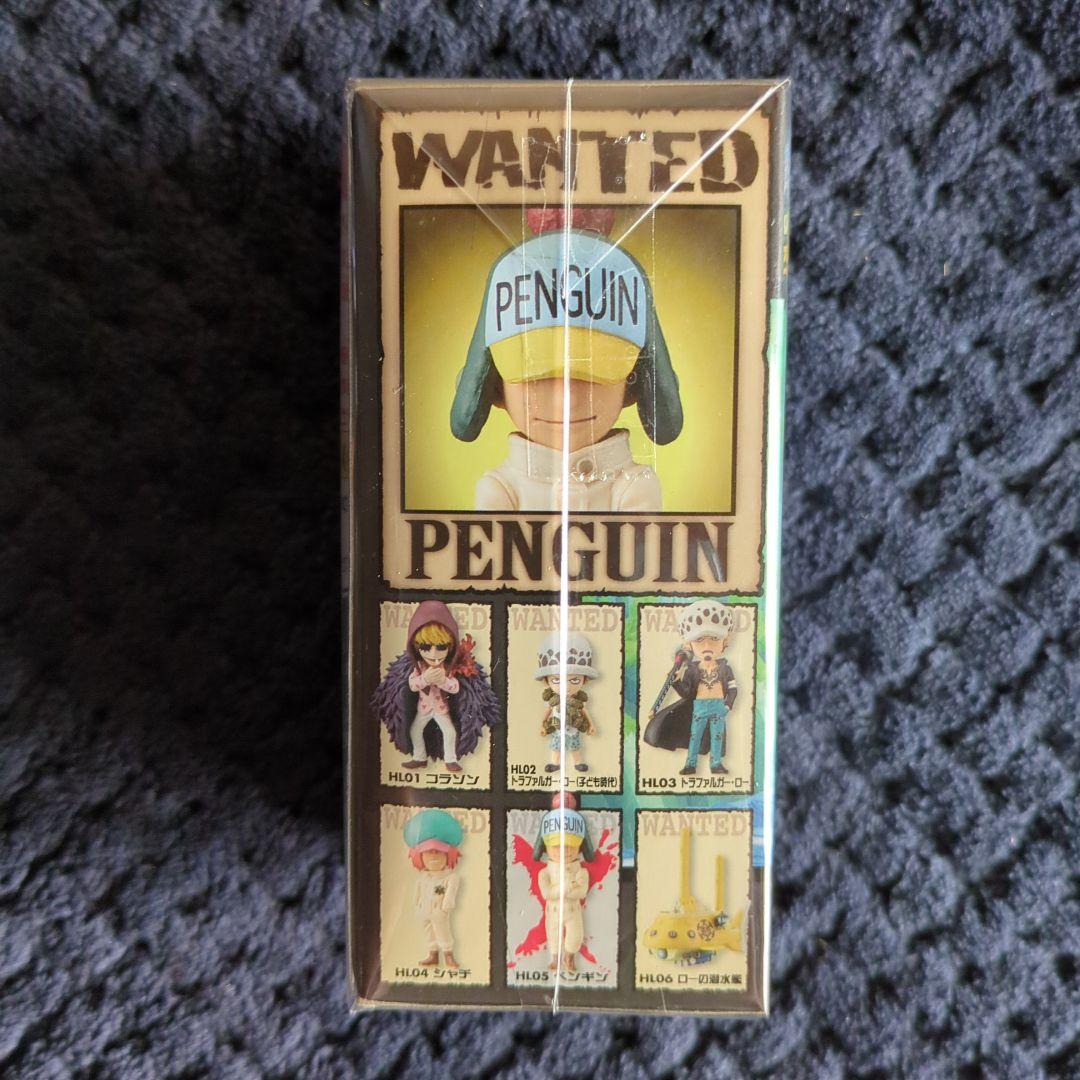 WANTED
PENGUIN
PENGUIN
WANTED
HL01 コラソン
WANTED
HL02
トラファルガー・ロー(子ども時代)
WANTED
HL03 トラファルガー・ロー
WANTED
HL04 シャチ
WANTED
PENGUIN
HL05 ペンギン
WANTED
HL06 ローの潜水艦